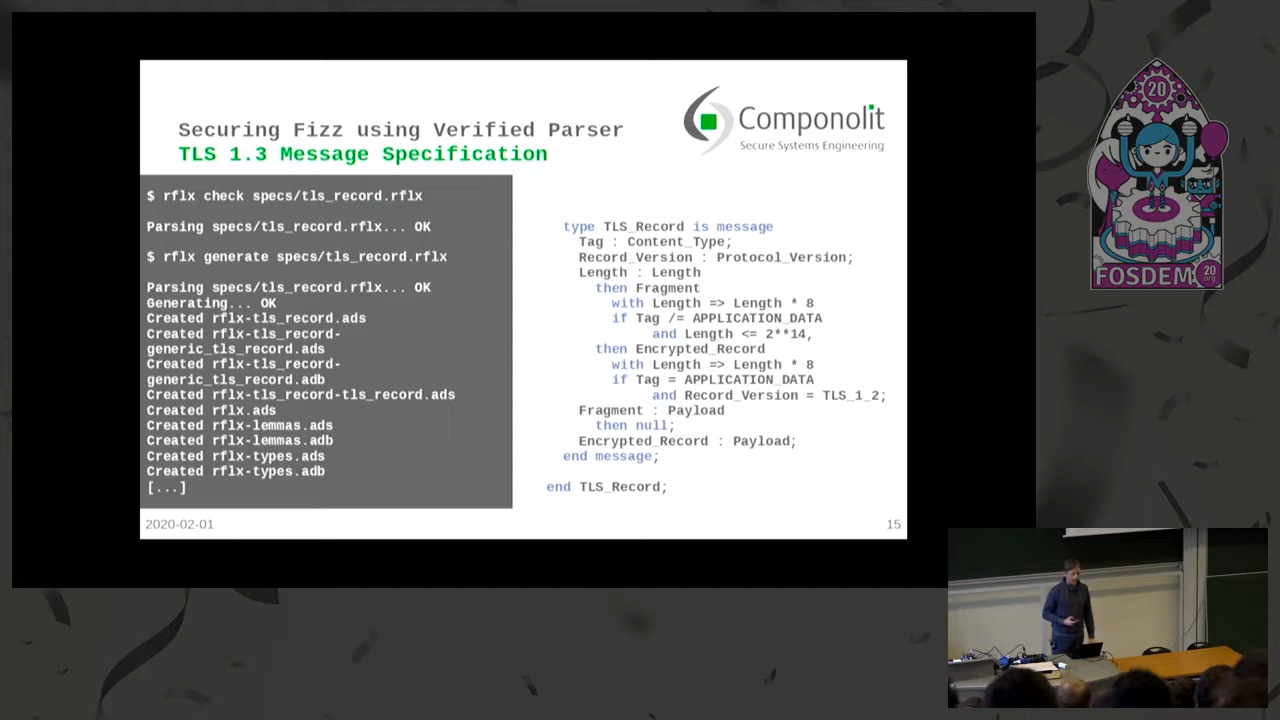 Securing Fizz using Verified Parser
TLS 1.3 Message Specification
Componolit
Secure Systems Engineering
$ rflx check specs/tls_record.rflx
Parsing specs/tls_record.rflx... OK
$ rflx generate specs/tls_record.rflx
Parsing specs/tls_record.rflx... OK
Generating... OK
Created rflx-tls_record.ads
Created rflx-tls_record-
generic_tls_record.ads
Created rflx-tls_record-
generic_tls_record.adb
Created rflx-tls_record-tls_record.ads
Created rflx.ads
Created rflx-lemmas.ads
Created rflx-lemmas.adb
Created rflx-types.ads
Created rflx-types.adb
[...]
type TLS_Record is message
Tag : Content_Type;
Record_Version : Protocol_Version;
Length : Length
then Fragment
with Length => Length * 8
if Tag /= APPLICATION_DATA
and Length <= 2**14,
then Encrypted_Record
with Length => Length * 8
if Tag = APPLICATION_DATA
and Record_Version = TLS_1_2;
Fragment : Payload
then null;
Encrypted_Record : Payload;
end message;
end TLS_Record;
2020-02-01
15
20
FOSDEM
20
.org